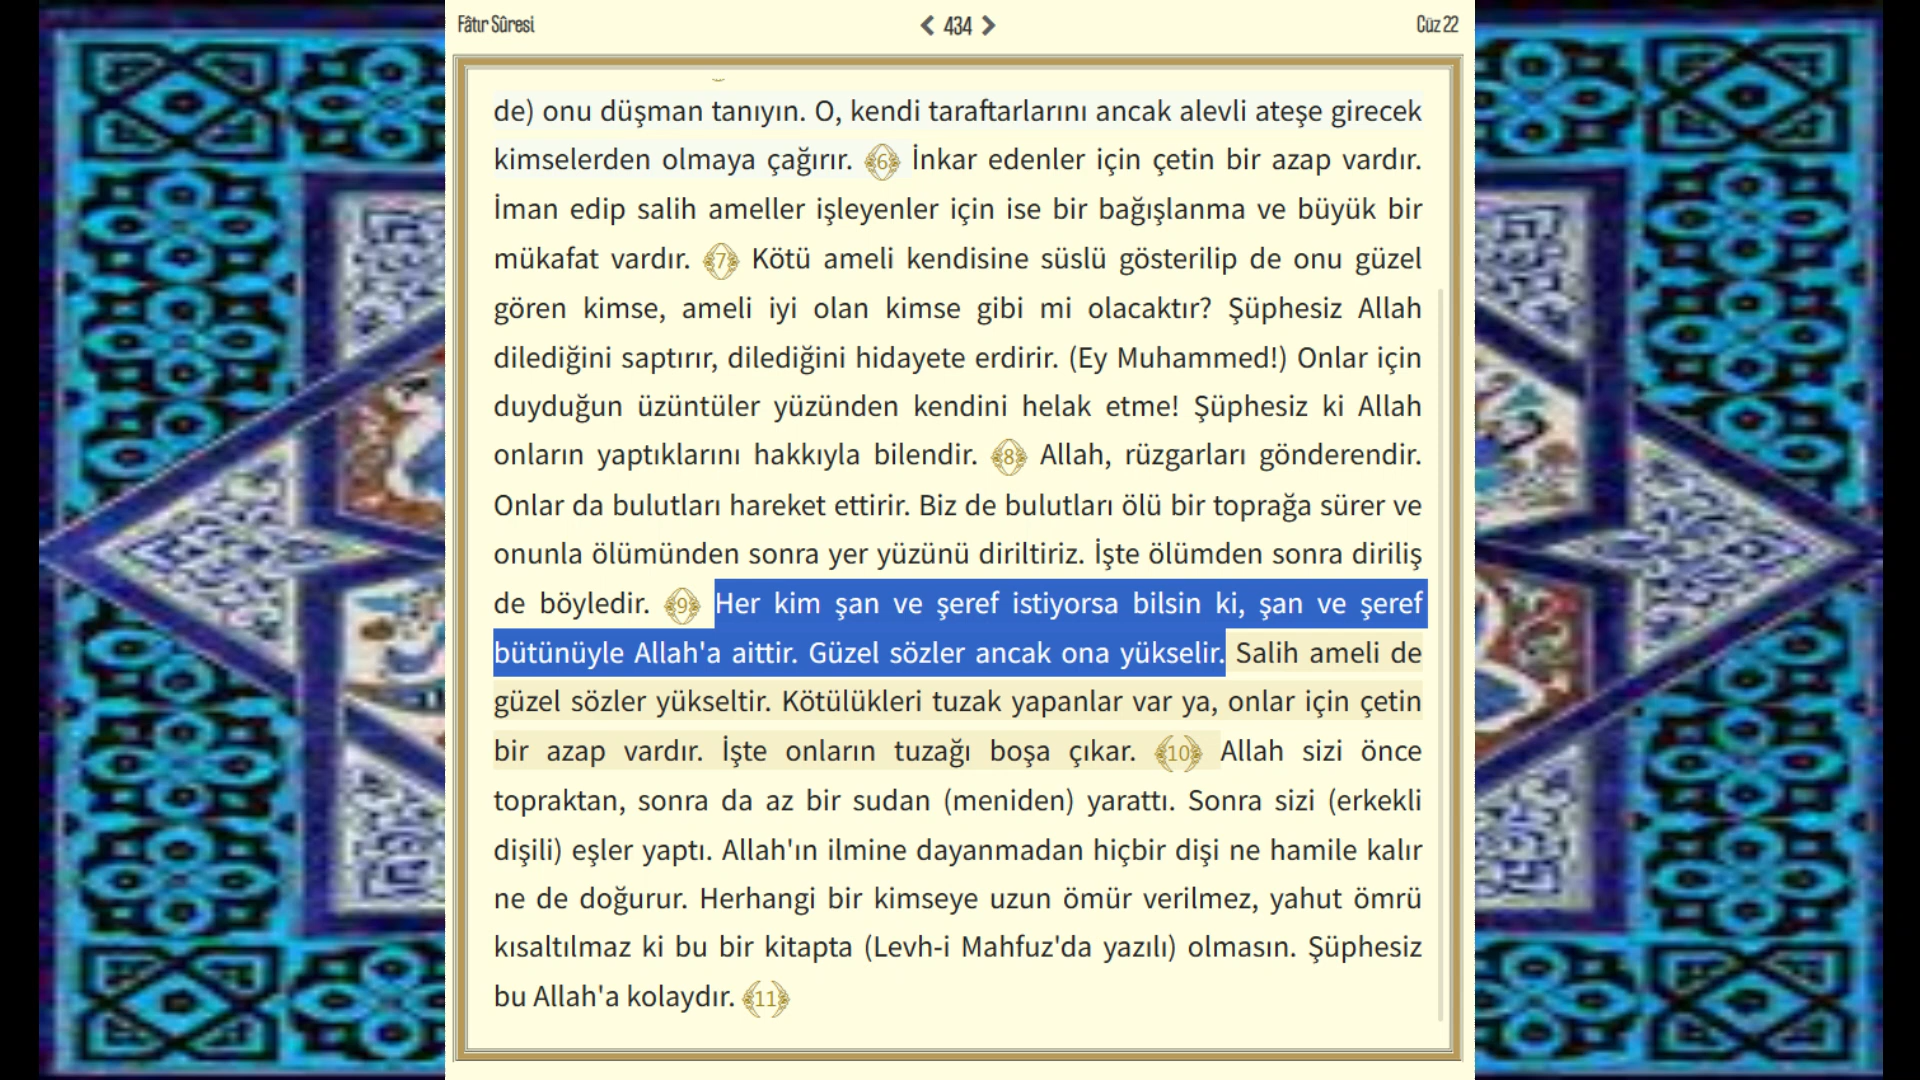 Fâtır Sûresi
434
Cüz 22
de) onu düşman tanıyın. O, kendi taraftarlarını ancak alevli ateşe girecek
kimselerden olmaya çağırır. 6 İnkar edenler için çetin bir azap vardır.
İman edip salih ameller işleyenler için ise bir bağışlanma ve büyük bir
mükafat vardır. 7 Kötü ameli kendisine süslü gösterilip de onu güzel
gören kimse, ameli iyi olan kimse gibi mi olacaktır? Şüphesiz Allah
dilediğini saptırır, dilediğini hidayete erdirir. (Ey Muhammed!) Onlar için
duyduğun üzüntüler yüzünden kendini helak etme! Şüphesiz ki Allah
onların yaptıklarını hakkıyla bilendir. 8 Allah, rüzgarları gönderendir.
Onlar da bulutları hareket ettirir. Biz de bulutları ölü bir toprağa sürer ve
onunla ölümünden sonra yer yüzünü diriltiriz. İşte ölümden sonra diriliş
de böyledir. 9 Her kim şan ve şeref istiyorsa bilsin ki, şan ve şeref
bütünüyle Allah'a aittir. Güzel sözler ancak ona yükselir. Salih ameli de
güzel sözler yükseltir. Kötülükleri tuzak yapanlar var ya, onlar için çetin
bir azap vardır. İşte onların tuzağı boşa çıkar. 10 Allah sizi önce
topraktan, sonra da az bir sudan (meniden) yarattı. Sonra sizi (erkekli
dişili) eşler yaptı. Allah'ın ilmine dayanmadan hiçbir dişi ne hamile kalır
ne de doğurur. Herhangi bir kimseye uzun ömür verilmez, yahut ömrü
kısaltılmaz ki bu bir kitapta (Levh-i Mahfuz'da yazılı) olmasın. Şüphesiz
bu Allah'a kolaydır. 11